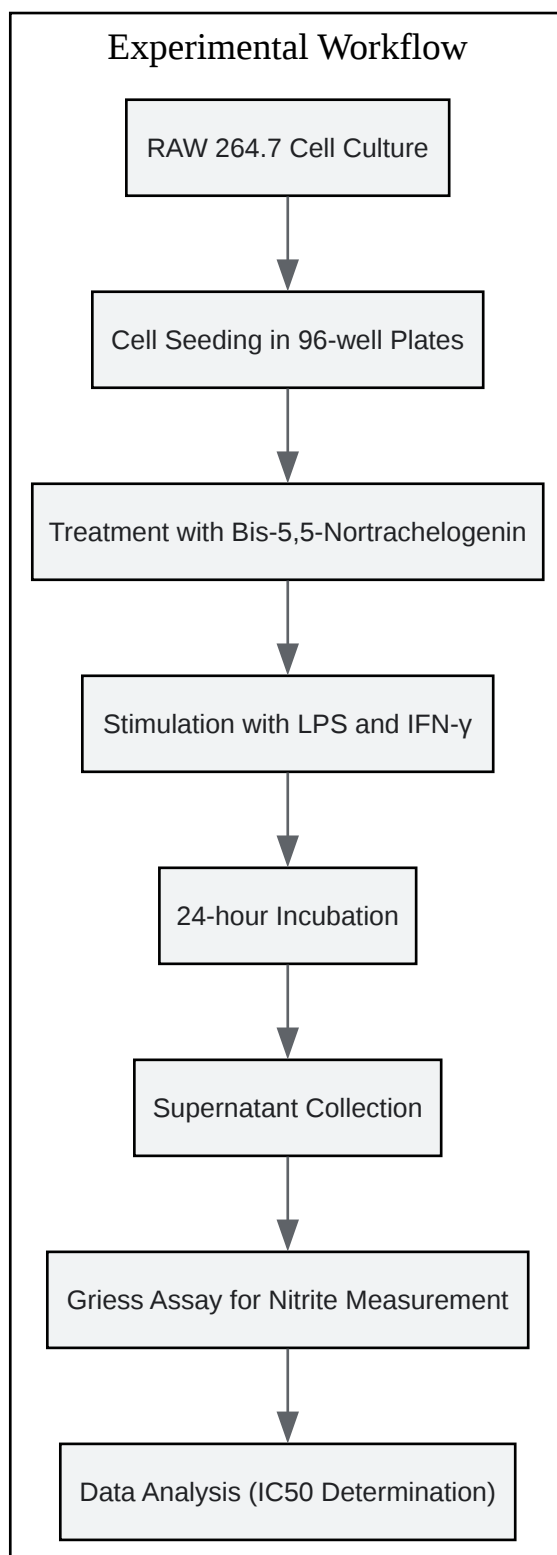 Experimental Workflow
RAW 264.7 Cell Culture
Cell Seeding in 96-well Plates
Treatment with Bis-5,5-Nortrachelogenin
Stimulation with LPS and IFN-γ
24-hour Incubation
Supernatant Collection
Griess Assay for Nitrite Measurement
Data Analysis (IC50 Determination)